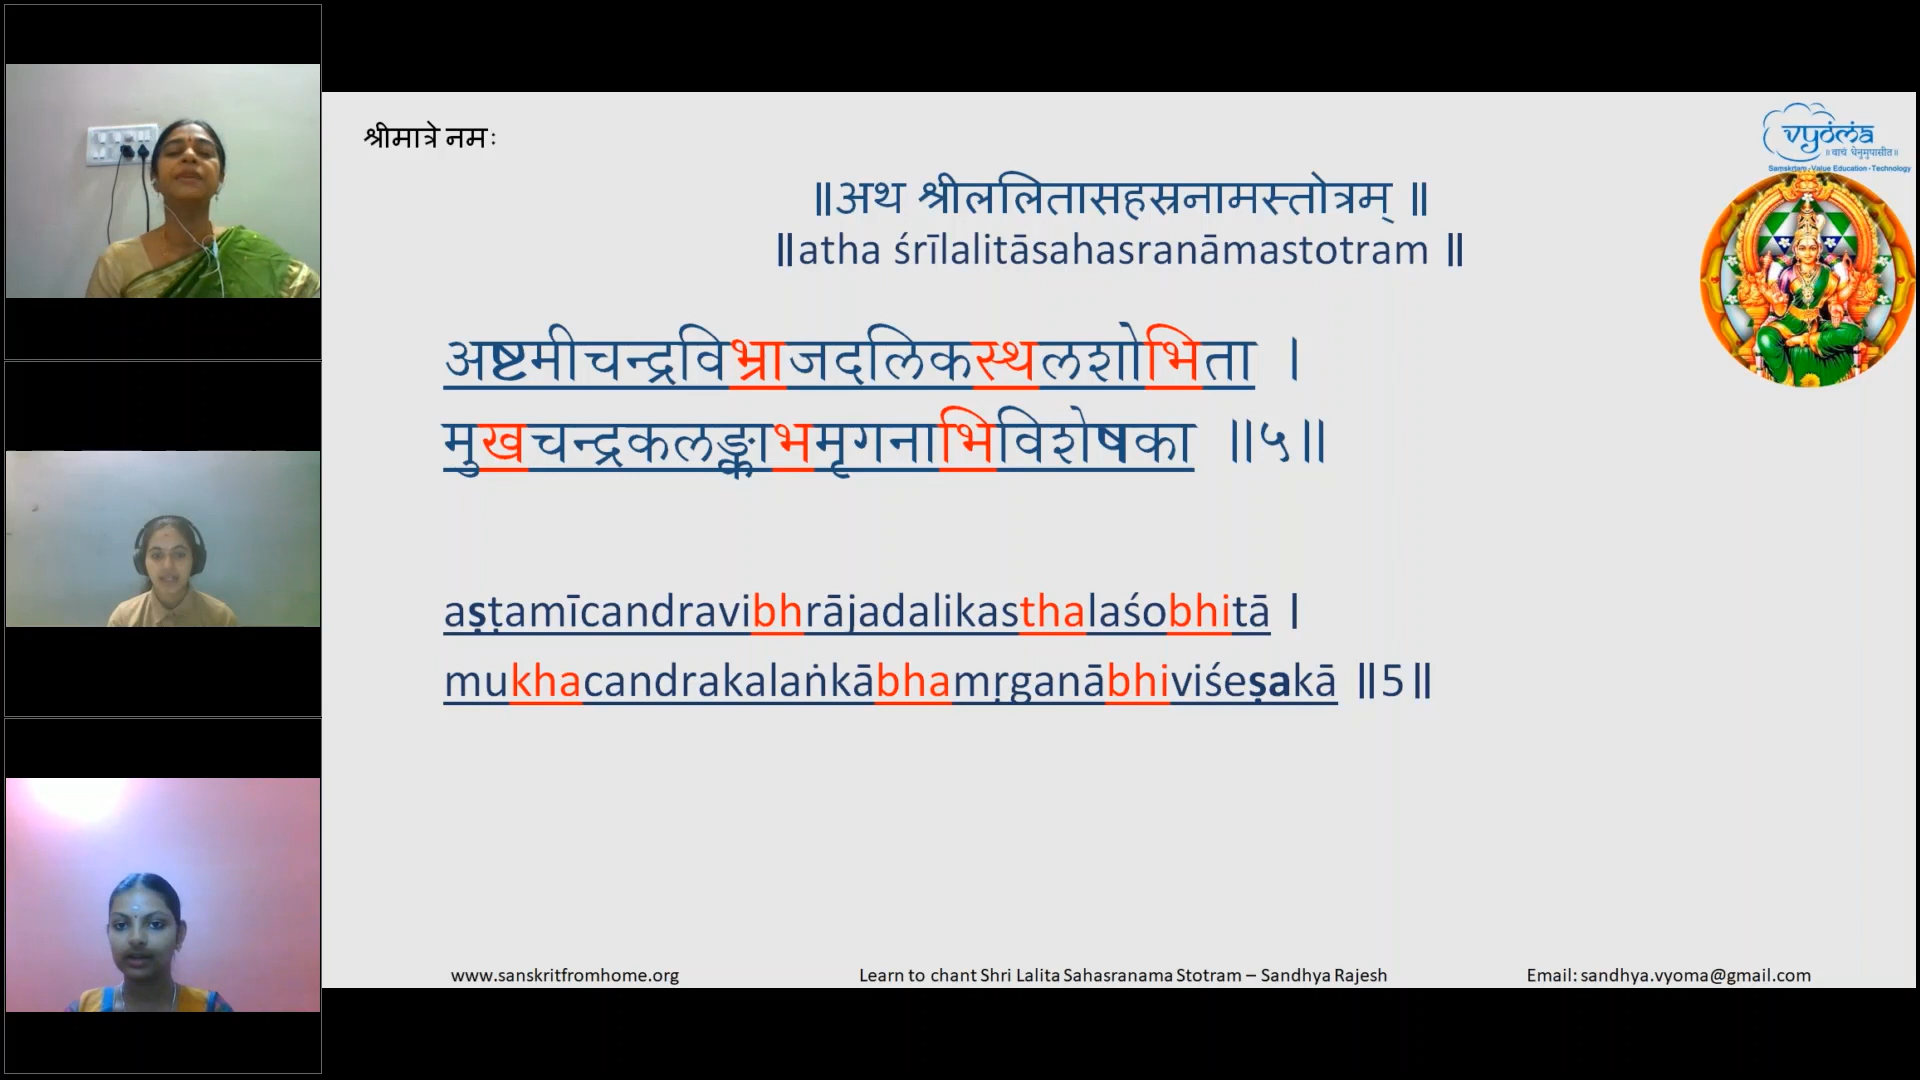 श्रीमात्रे नमः
vyoma
॥ वाचं धेनुमुपासीत॥
Samskrtam-Value Education-Technology
॥अथ श्रीललितासहस्रनामस्तोत्रम् ॥
॥atha śrīlalitāsahasranāmastotram ॥
अष्टमीचन्द्रविभ्राजदलिकस्थलशोभिता ।
मुखचन्द्रकलङ्काभमृगनाभिविशेषका ॥५॥
aṣṭamīcandravibhrājadalikasthalaśobhitā ।
mukhacandrakalaṅkābhamṛganābhiviśeṣakā ॥5॥
www.sanskritfromhome.org Learn to chant Shri Lalita Sahasranama Stotram – Sandhya Rajesh Email: sandhya.vyoma@gmail.com